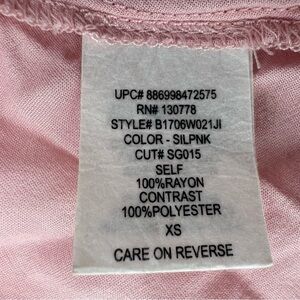 UPC# 886998472575
RN# 130778
STYLE# B1706W021JI
COLOR - SILPNK
CUT# SG015
SELF
100%RAYON
CONTRAST
100%POLYESTER
XS
CARE ON REVERSE